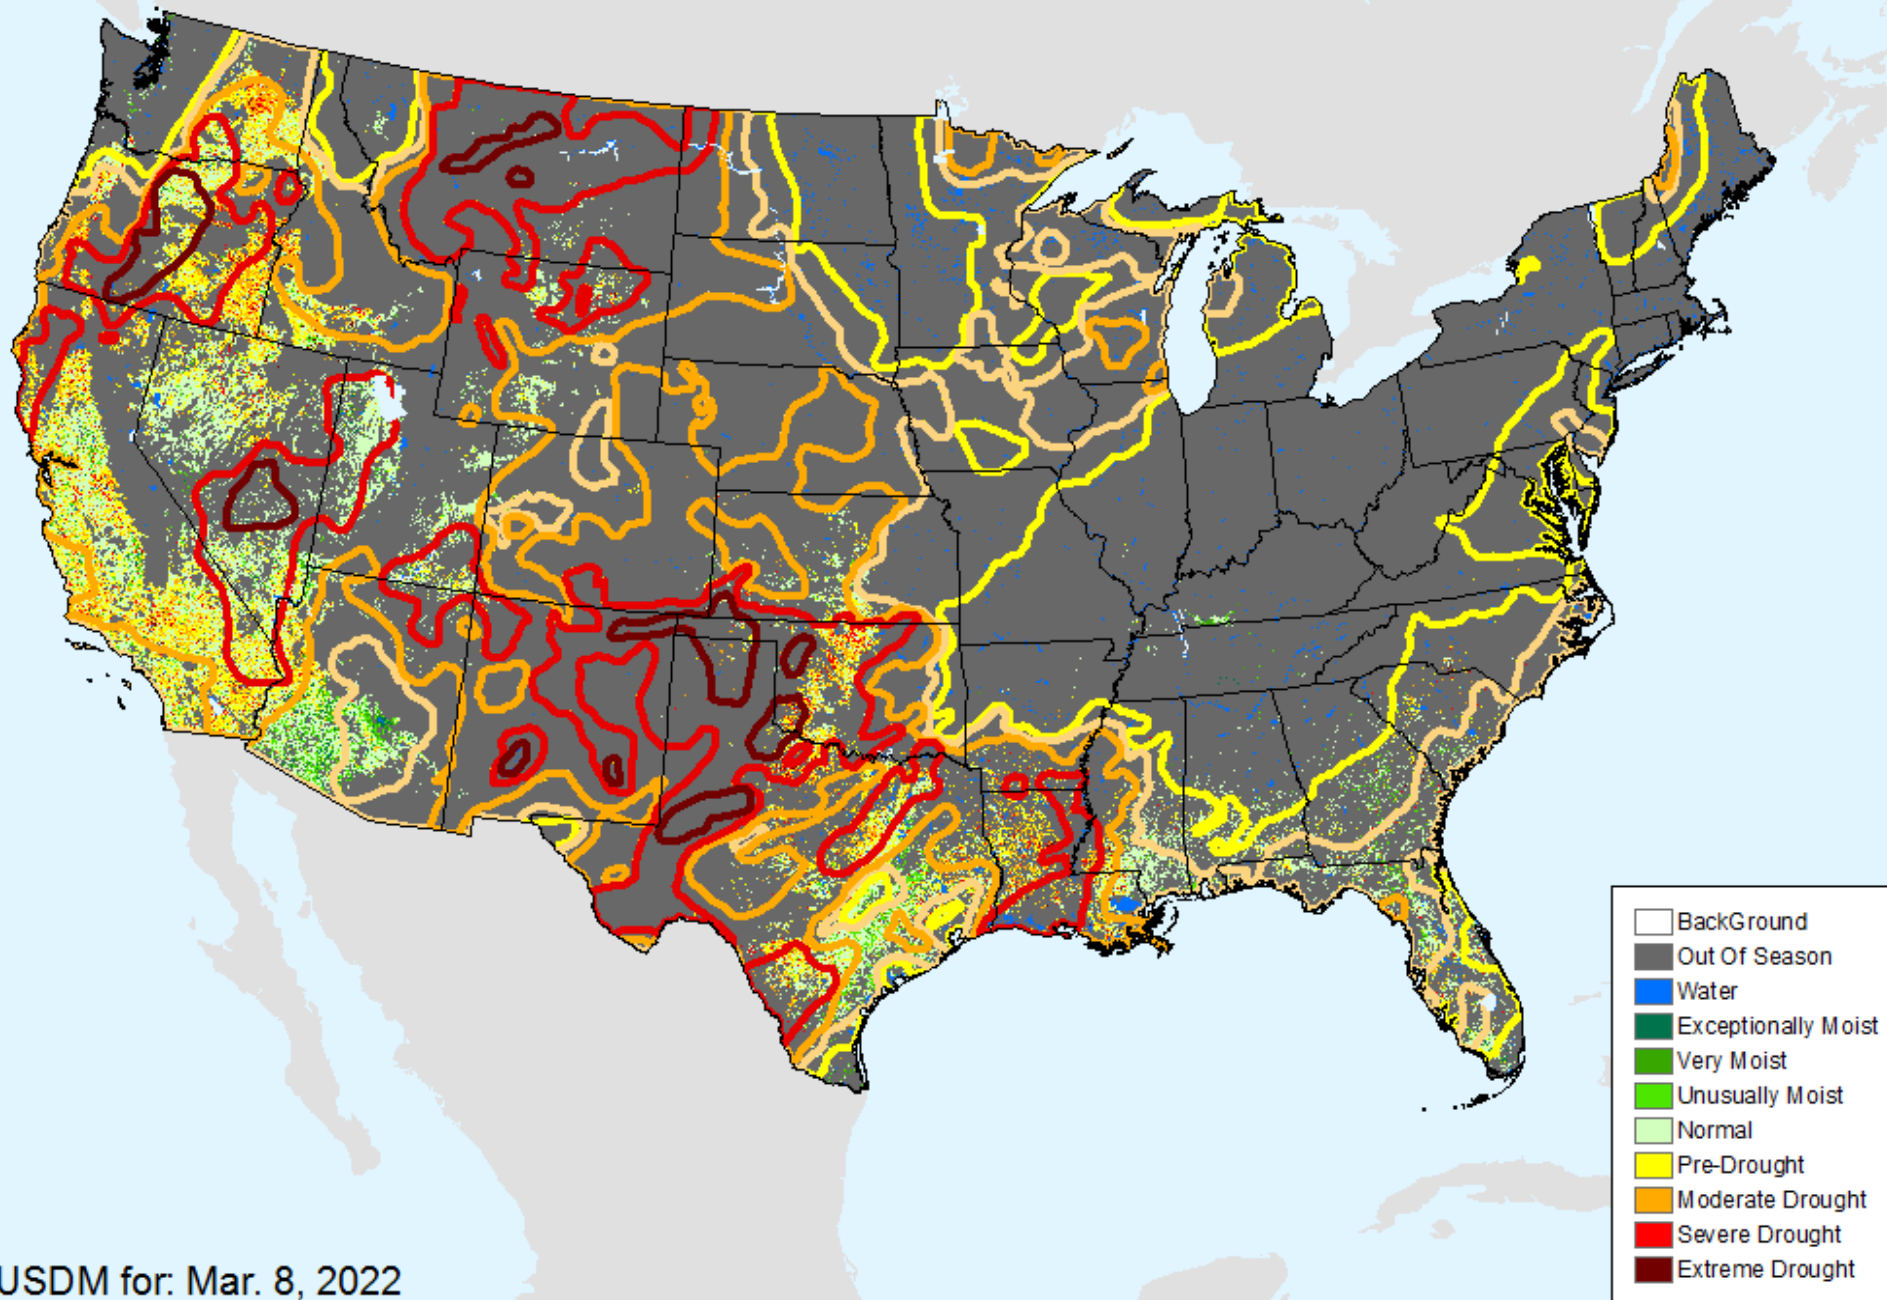 BackGround
Out Of Season
Water
Exceptionally Moist
Very Moist
Unusually Moist
Normal
Pre-Drought
Moderate Drought
Severe Drought
Extreme Drought
USDM for: Mar. 8, 2022